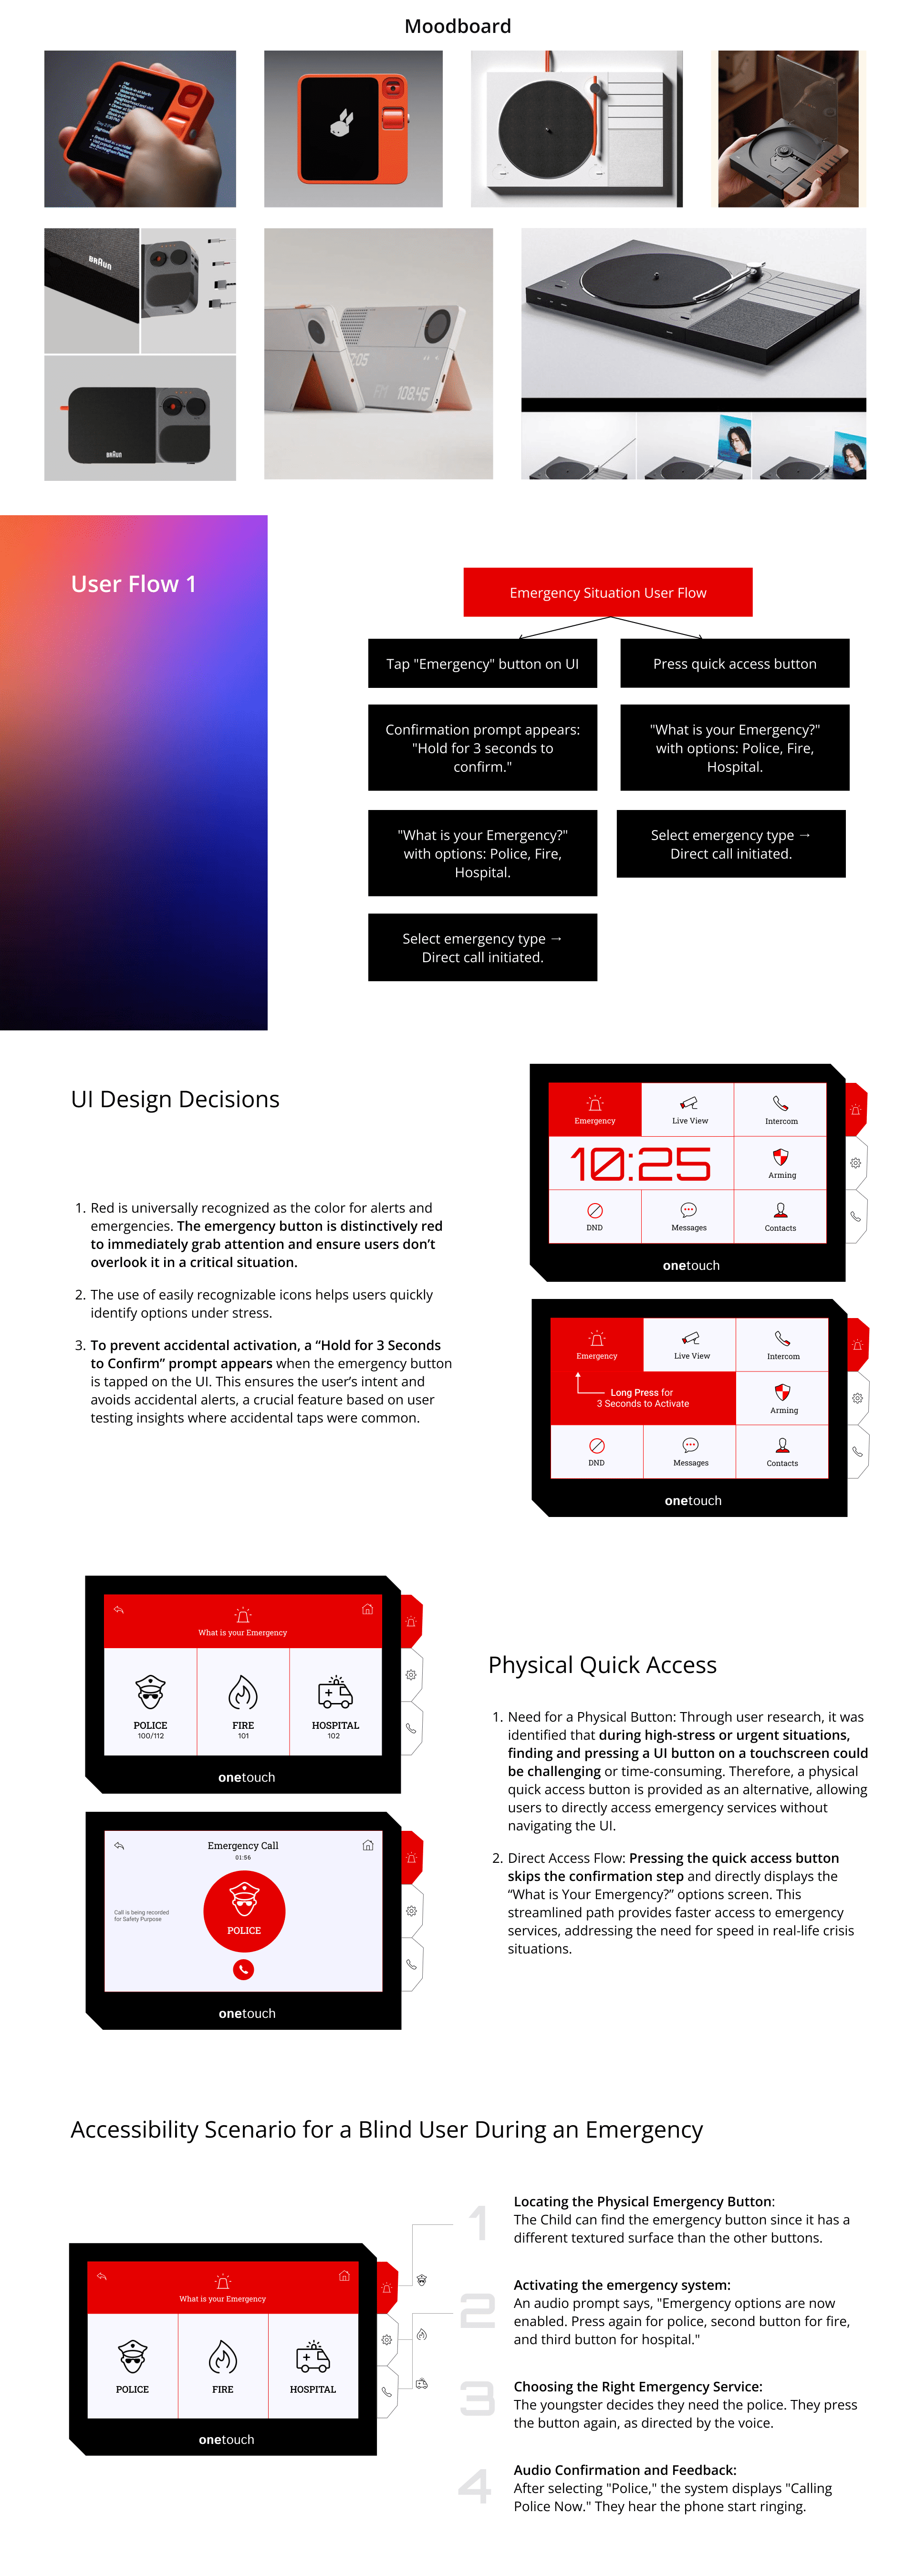 Moodboard
BRAUN
BRAUN
7:05
FM 108.45
User Flow 1
Emergency Situation User Flow
Tap "Emergency" button on UI
Press quick access button
Confirmation prompt appears:
"Hold for 3 seconds to
confirm."
"What is your Emergency?"
with options: Police, Fire,
Hospital.
"What is your Emergency?"
with options: Police, Fire,
Hospital.
Select emergency type →
Direct call initiated.
Select emergency type →
Direct call initiated.
UI Design Decisions
1. Red is universally recognized as the color for alerts and
emergencies. The emergency button is distinctively red
to immediately grab attention and ensure users don’t
overlook it in a critical situation.
2. The use of easily recognizable icons helps users quickly
identify options under stress.
3. To prevent accidental activation, a “Hold for 3 Seconds
to Confirm” prompt appears when the emergency button
is tapped on the UI. This ensures the user’s intent and
avoids accidental alerts, a crucial feature based on user
testing insights where accidental taps were common.
Emergency
Live View
Intercom
10:25
Arming
DND
Messages
Contacts
onetouch
Emergency
Live View
Intercom
Long Press for
3 Seconds to Activate
Arming
DND
Messages
Contacts
onetouch
What is your Emergency
POLICE
100/112
FIRE
101
HOSPITAL
102
onetouch
Emergency Call
01:56
Call is being recorded
for Safety Purpose
POLICE
onetouch
Physical Quick Access
1. Need for a Physical Button: Through user research, it was
identified that during high-stress or urgent situations,
finding and pressing a UI button on a touchscreen could
be challenging or time-consuming. Therefore, a physical
quick access button is provided as an alternative, allowing
users to directly access emergency services without
navigating the UI.
2. Direct Access Flow: Pressing the quick access button
skips the confirmation step and directly displays the
“What is Your Emergency?” options screen. This
streamlined path provides faster access to emergency
services, addressing the need for speed in real-life crisis
situations.
Accessibility Scenario for a Blind User During an Emergency
What is your Emergency
POLICE
FIRE
HOSPITAL
onetouch
1
Locating the Physical Emergency Button:
The Child can find the emergency button since it has a
different textured surface than the other buttons.
2
Activating the emergency system:
An audio prompt says, "Emergency options are now
enabled. Press again for police, second button for fire,
and third button for hospital."
3
Choosing the Right Emergency Service:
The youngster decides they need the police. They press
the button again, as directed by the voice.
4
Audio Confirmation and Feedback:
After selecting "Police," the system displays "Calling
Police Now." They hear the phone start ringing.